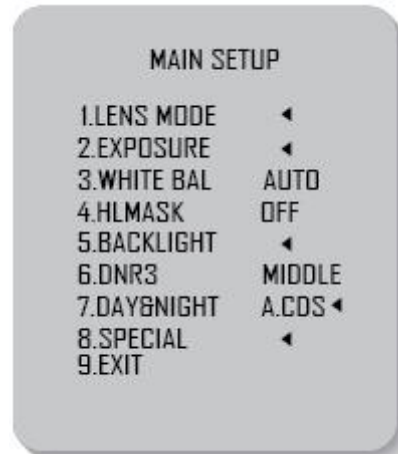 MAIN SETUP
1.LENS MODE ◄
2.EXPOSURE ◄
3.WHITE BAL AUTO
4.HLMASK OFF
5.BACKLIGHT ◄
6.DNR3 MIDDLE
7.DAY&NIGHT A.CDS◄
8.SPECIAL ◄
9.EXIT